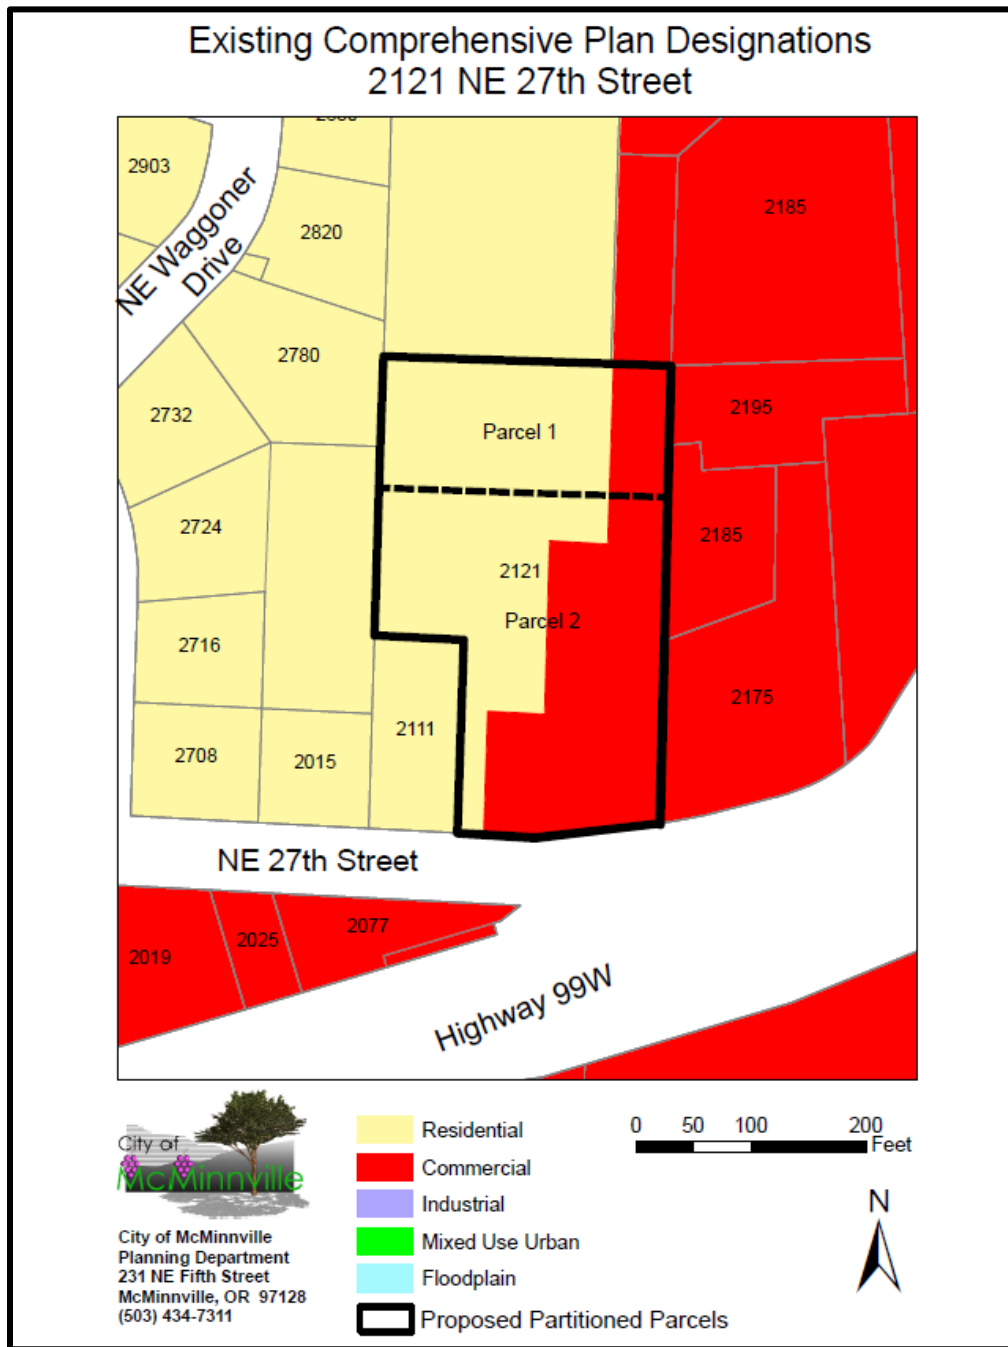 Existing Comprehensive Plan Designations
2121 NE 27th Street
2903
2820
2185
NE Waggoner
Drive
2780
2195
2732
Parcel 1
2724
2185
2121
Parcel 2
2716
2175
2111
2708
2015
NE 27th Street
2077
2025
2019
Highway 99W
City of
McMinnville
City of McMinnville
Planning Department
231 NE Fifth Street
McMinnville, OR 97128
(503) 434-7311
Residential
Commercial
Industrial
Mixed Use Urban
Floodplain
Proposed Partitioned Parcels
0 50 100 200
Feet
N